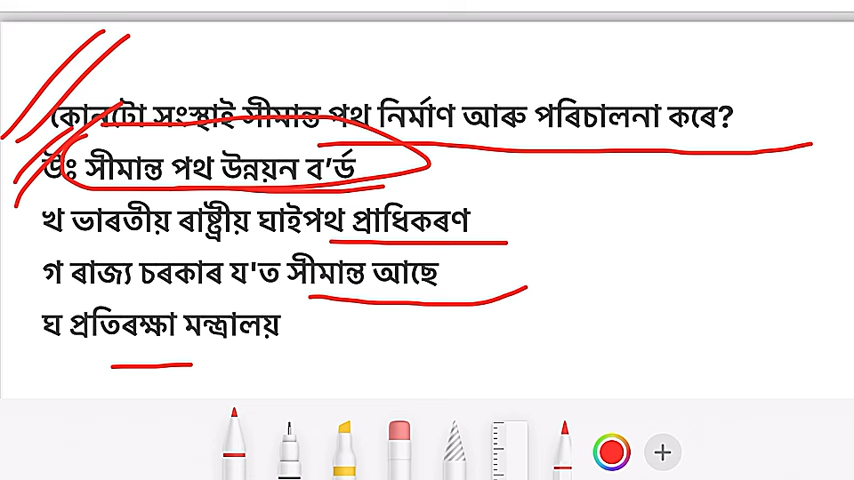 কোনটো সংস্থাই সীমান্ত পথ নিৰ্মাণ আৰু পৰিচালনা কৰে?
উঃ সীমান্ত পথ উন্নয়ন ব’ৰ্ড
খ ভাৰতীয় ৰাষ্ট্ৰীয় ঘাইপথ প্ৰাধিকৰণ
গ ৰাজ্য চৰকাৰ য'ত সীমান্ত আছে
ঘ প্ৰতিৰক্ষা মন্ত্ৰালয়